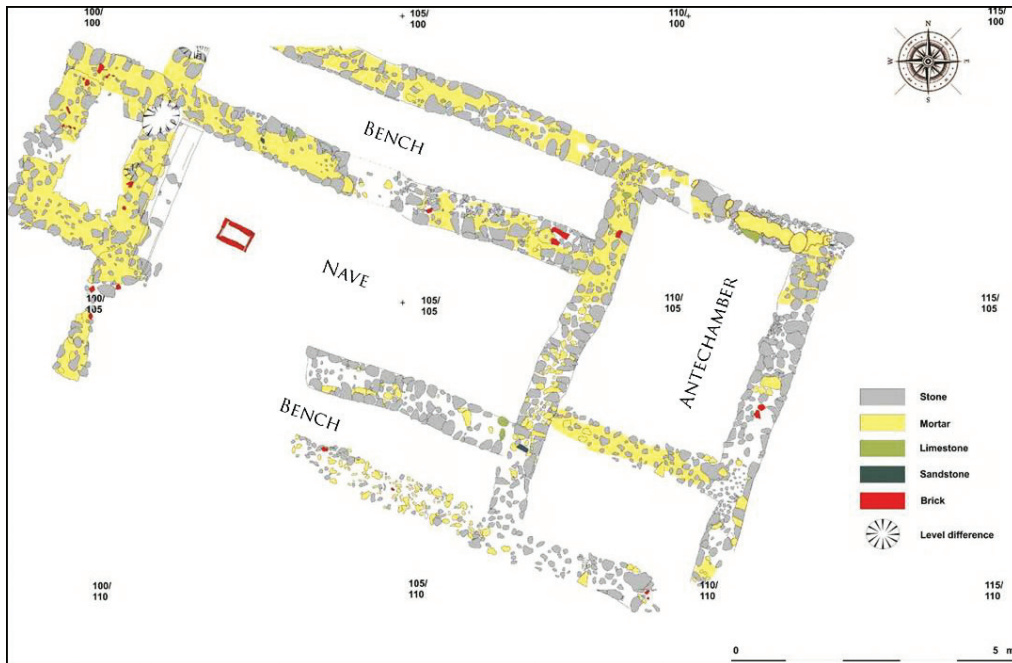 100/
100
105/
100
110/
100
115/
100
N
W
E
S
BENCH
NAVE
190/
105
105/
105
110/
105
115/
105
ANTECHAMBER
BENCH
Stone
Mortar
Limestone
Sandstone
Brick
Level difference
100/
110
105/
110
110/
110
115/
110
0
5 m